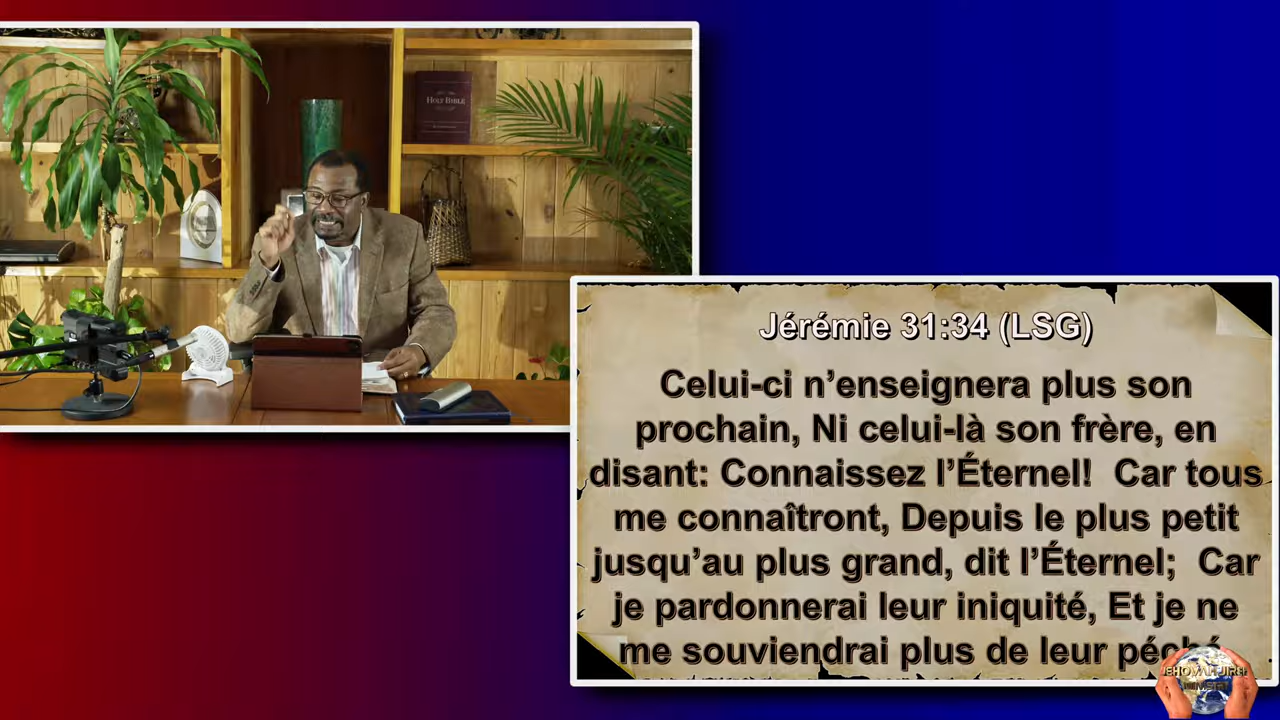 HOLY BIBLE
Jérémie 31:34 (LSG)
Celui-ci n’enseignera plus son
prochain, Ni celui-là son frère, en
disant: Connaissez l’Éternel!  Car tous
me connaîtront, Depuis le plus petit
jusqu’au plus grand, dit l’Éternel;  Car
je pardonnerai leur iniquité, Et je ne
me souviendrai plus de leur péché.